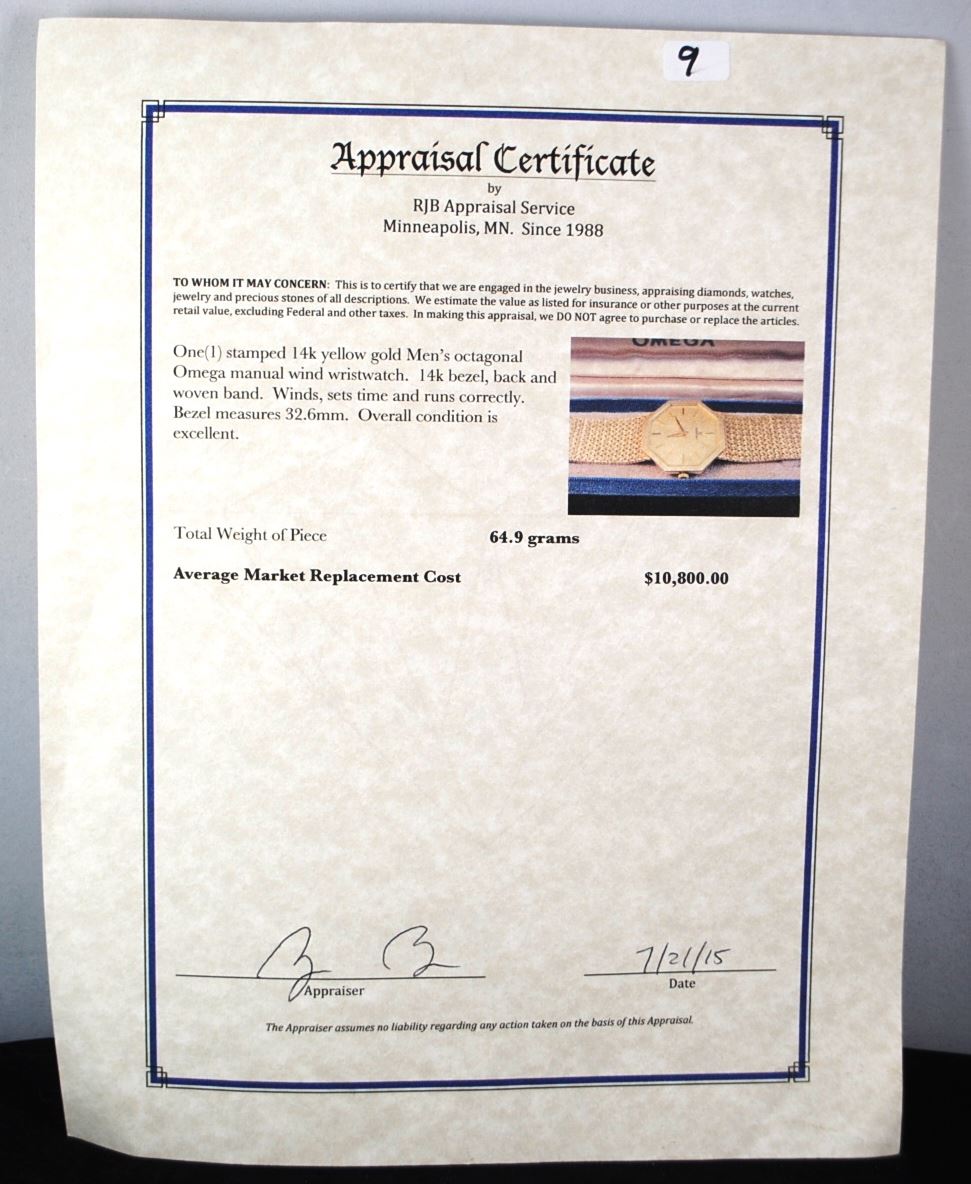 9
Appraisal Certificate
by
RJB Appraisal Service
Minneapolis, MN. Since 1988
TO WHOM IT MAY CONCERN: This is to certify that we are engaged in the jewelry business, appraising diamonds, watches,
jewelry and precious stones of all descriptions. We estimate the value as listed for insurance or other purposes at the current
retail value, excluding Federal and other taxes. In making this appraisal, we DO NOT agree to purchase or replace the articles.
One(1) stamped 14k yellow gold Men's octagonal
Omega manual wind wristwatch. 14k bezel, back and
woven band. Winds, sets time and runs correctly.
Bezel measures 32.6mm. Overall condition is
excellent.
OMEGA
Total Weight of Piece 64.9 grams
Average Market Replacement Cost $10,800.00
7/21/15
Appraiser Date
The Appraiser assumes no liability regarding any action taken on the basis of this Appraisal.